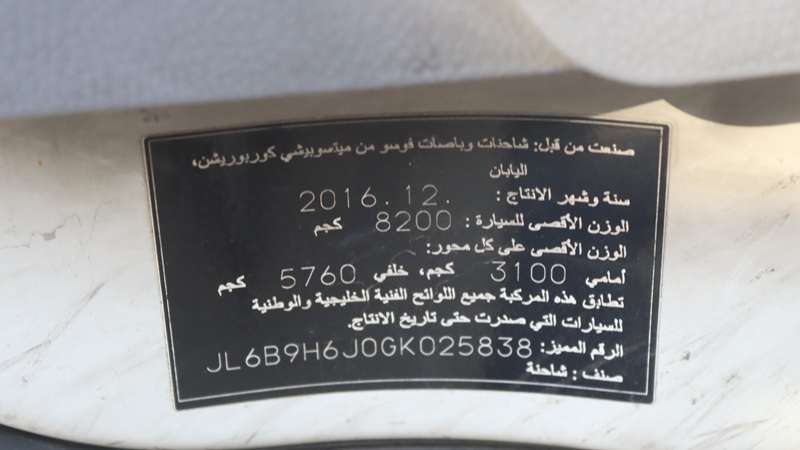 صنعت من قبل: شاحنات وباصات فوسو من ميتسوبيشي كوربوريشن،
اليابان
سنة وشهر الانتاج : 2016.12.
الوزن الأقصى للسيارة : 8200 كجم
الوزن الأقصى على كل محور:
أمامي 3100 كجم، خلفي 5760 كجم
تطابق هذه المركبة جميع اللوائح الفنية الخليجية والوطنية
للسيارات التي صدرت حتى تاريخ الانتاج.
الرقم المميز: JL6B9H6J0GK025838
صنف : شاحنة